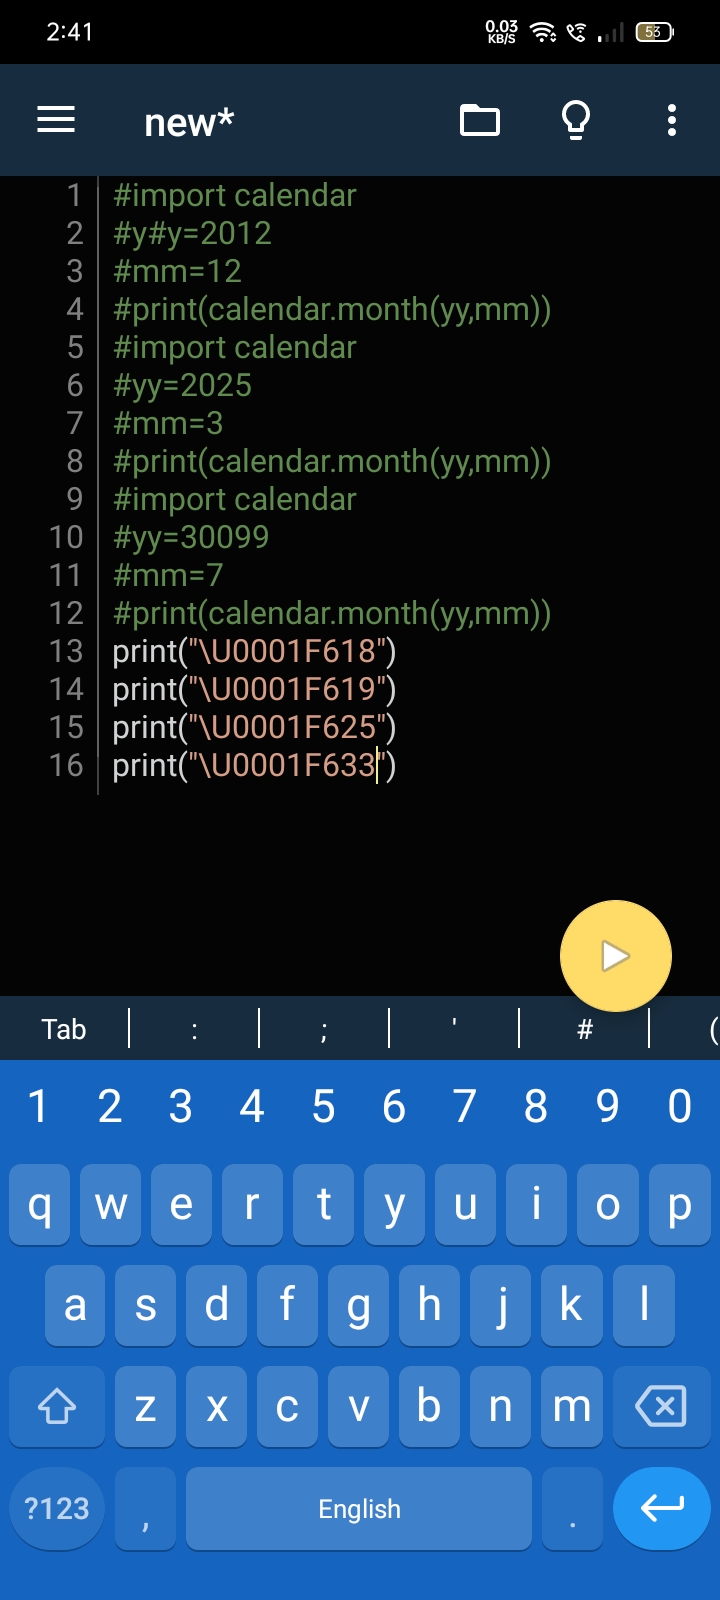 2:41
0.03
KB/S
53
new*
1 #import calendar
2 #y#y=2012
3 #mm=12
4 #print(calendar.month(yy,mm))
5 #import calendar
6 #yy=2025
7 #mm=3
8 #print(calendar.month(yy,mm))
9 #import calendar
10 #yy=30099
11 #mm=7
12 #print(calendar.month(yy,mm))
13 print("\U0001F618")
14 print("\U0001F619")
15 print("\U0001F625")
16 print("\U0001F633")
Tab : ; ' # (
1 2 3 4 5 6 7 8 9 0
q w e r t y u i o p
a s d f g h j k l
z x c v b n m
?123 , English .